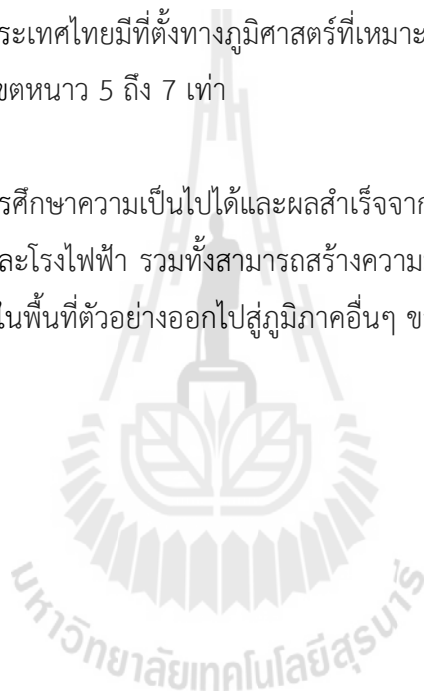 ระเทศไทยมีที่ตั้งทางภูมิศาสตร์ที่เหมาะ
ขตหนาว 5 ถึง 7 เท่า
รศึกษาความเป็นไปได้และผลสำเร็จจาก
ละโรงไฟฟ้า รวมทั้งสามารถสร้างความ
ในพื้นที่ตัวอย่างออกไปสู่ภูมิภาคอื่นๆ ข
มหาวิทยาลัยเทคโนโลยีสุรนารี